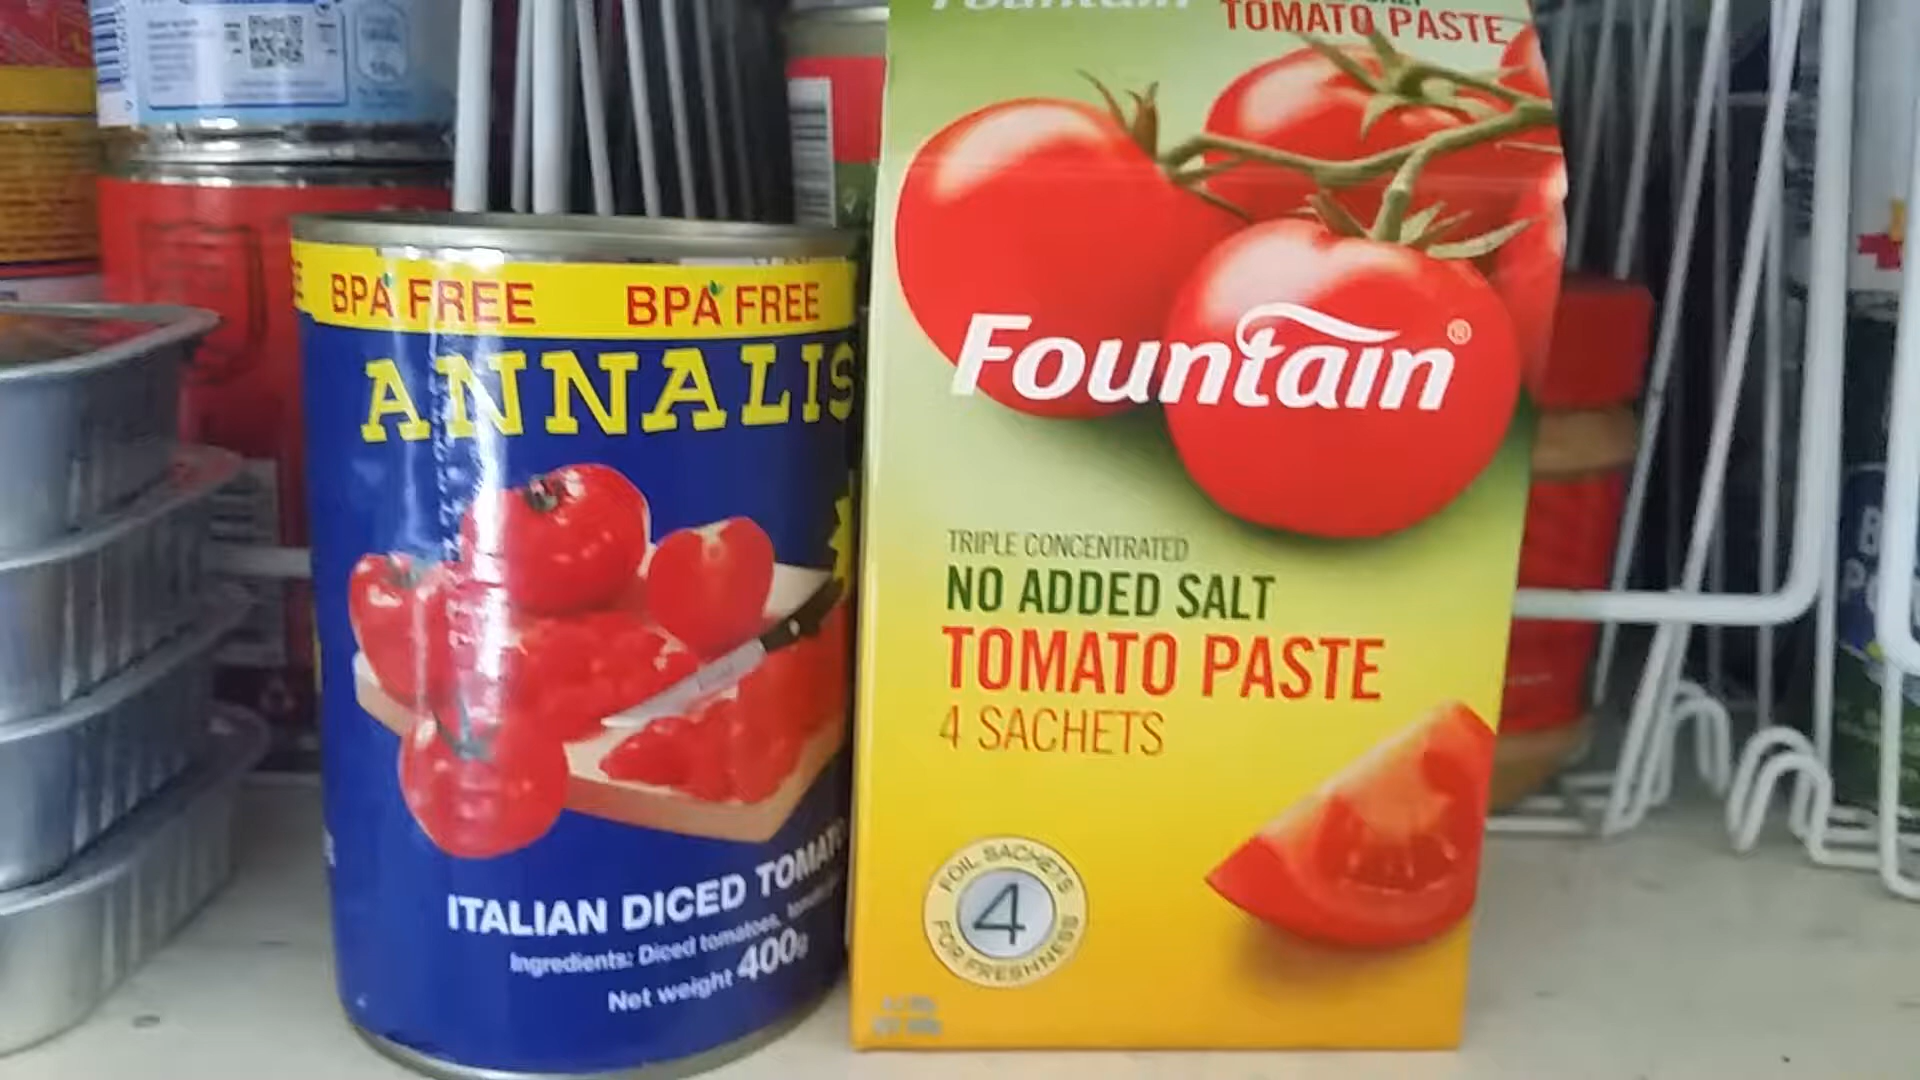 BPA FREE BPA FREE
ANNALIS
ITALIAN DICED
Ingredients: Diced tomatoes,
Net weight 400g
Fountain
TOMATO PASTE
Fountain®
TRIPLE CONCENTRATED
NO ADDED SALT
TOMATO PASTE
4 SACHETS
FOIL SACHETS
4
FOR FRESHNESS